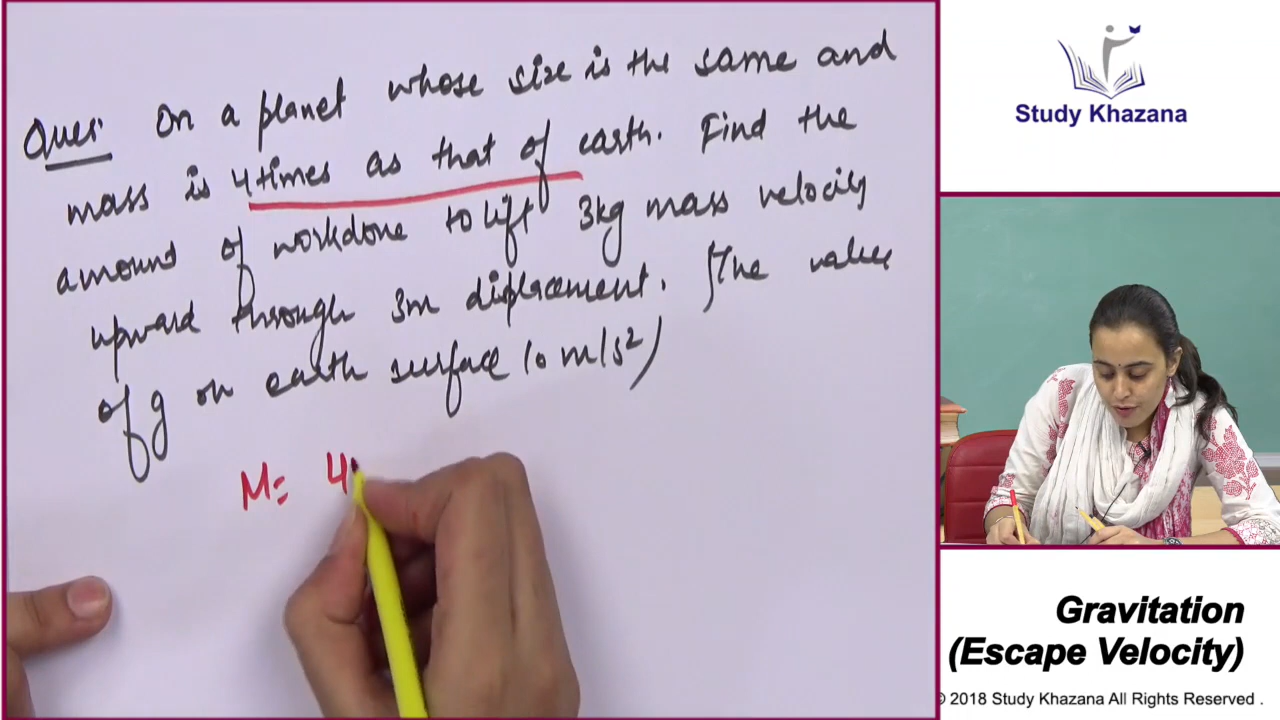 Ques: On a planet whose size is the same and
mass is 4 times as that of earth. Find the
amount of workdone to lift 3kg mass velocity
upward through 3m displacement. (The value
of g on earth surface 10 m/s²)
M = 4
Study Khazana
Gravitation
(Escape Velocity)
© 2018 Study Khazana All Rights Reserved .